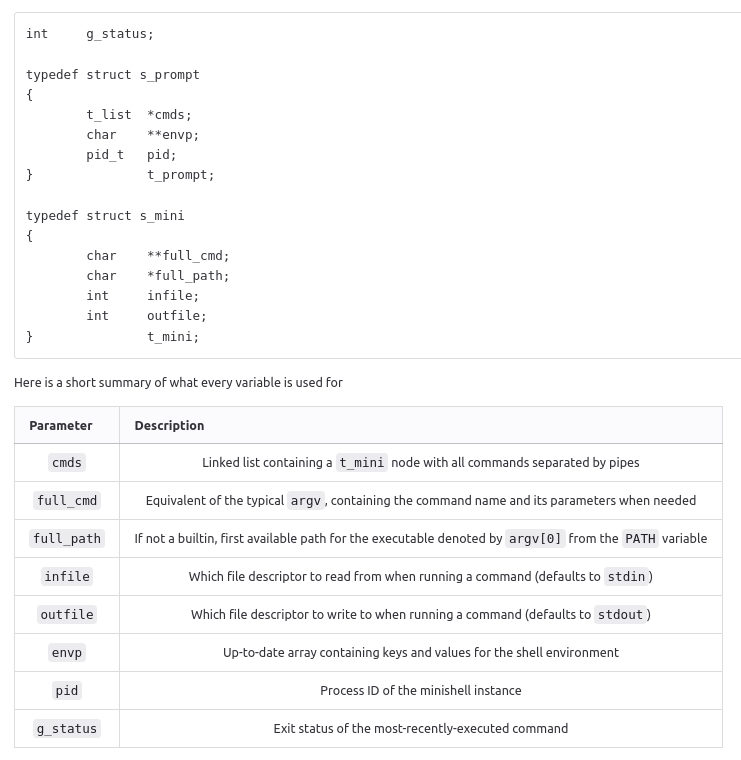 int     g_status;
typedef struct s_prompt
{
        t_list  *cmds;
        char    **envp;
        pid_t   pid;
}               t_prompt;
typedef struct s_mini
{
        char    **full_cmd;
        char    *full_path;
        int     infile;
        int     outfile;
}               t_mini;
Here is a short summary of what every variable is used for
Parameter Description
cmds Linked list containing a t_mini node with all commands separated by pipes
full_cmd Equivalent of the typical argv, containing the command name and its parameters when needed
full_path If not a builtin, first available path for the executable denoted by argv[0] from the PATH variable
infile Which file descriptor to read from when running a command (defaults to stdin)
outfile Which file descriptor to write to when running a command (defaults to stdout)
envp Up-to-date array containing keys and values for the shell environment
pid Process ID of the minishell instance
g_status Exit status of the most-recently-executed command